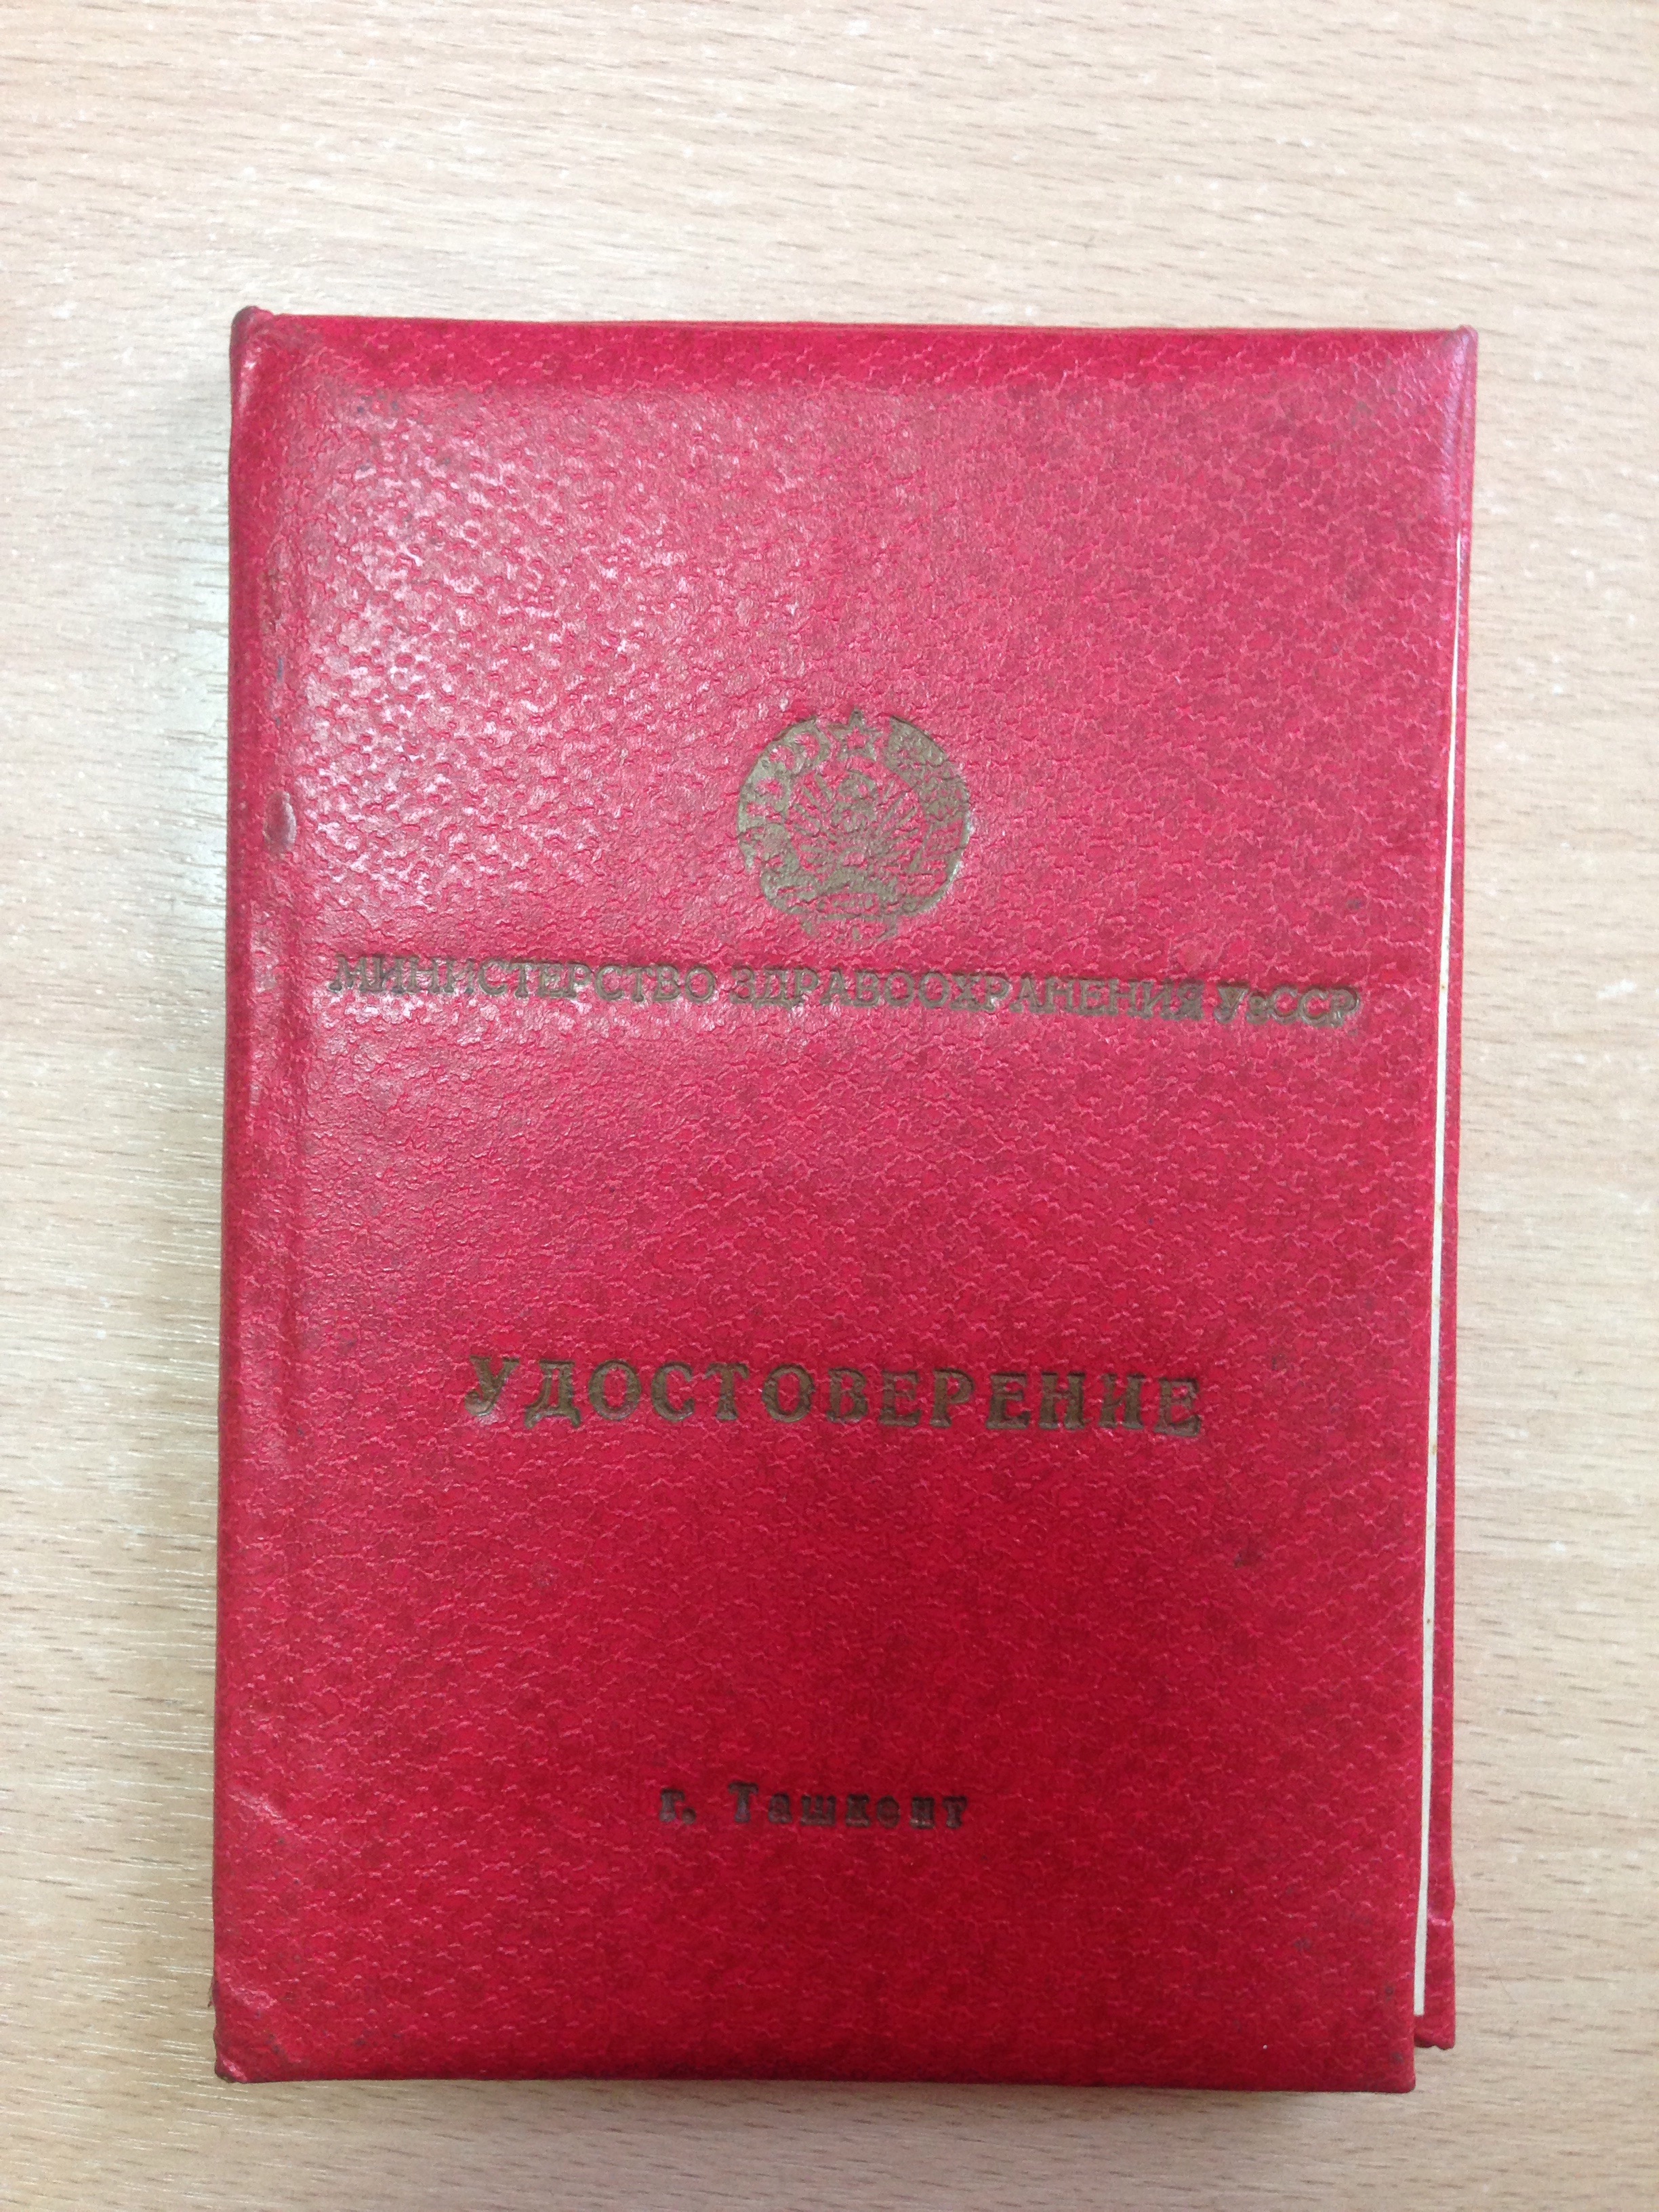 МИНИСТЕРСТВО ЗДРАВООХРАНЕНИЯ УзССР
УДОСТОВЕРЕНИЕ
г. Ташкент